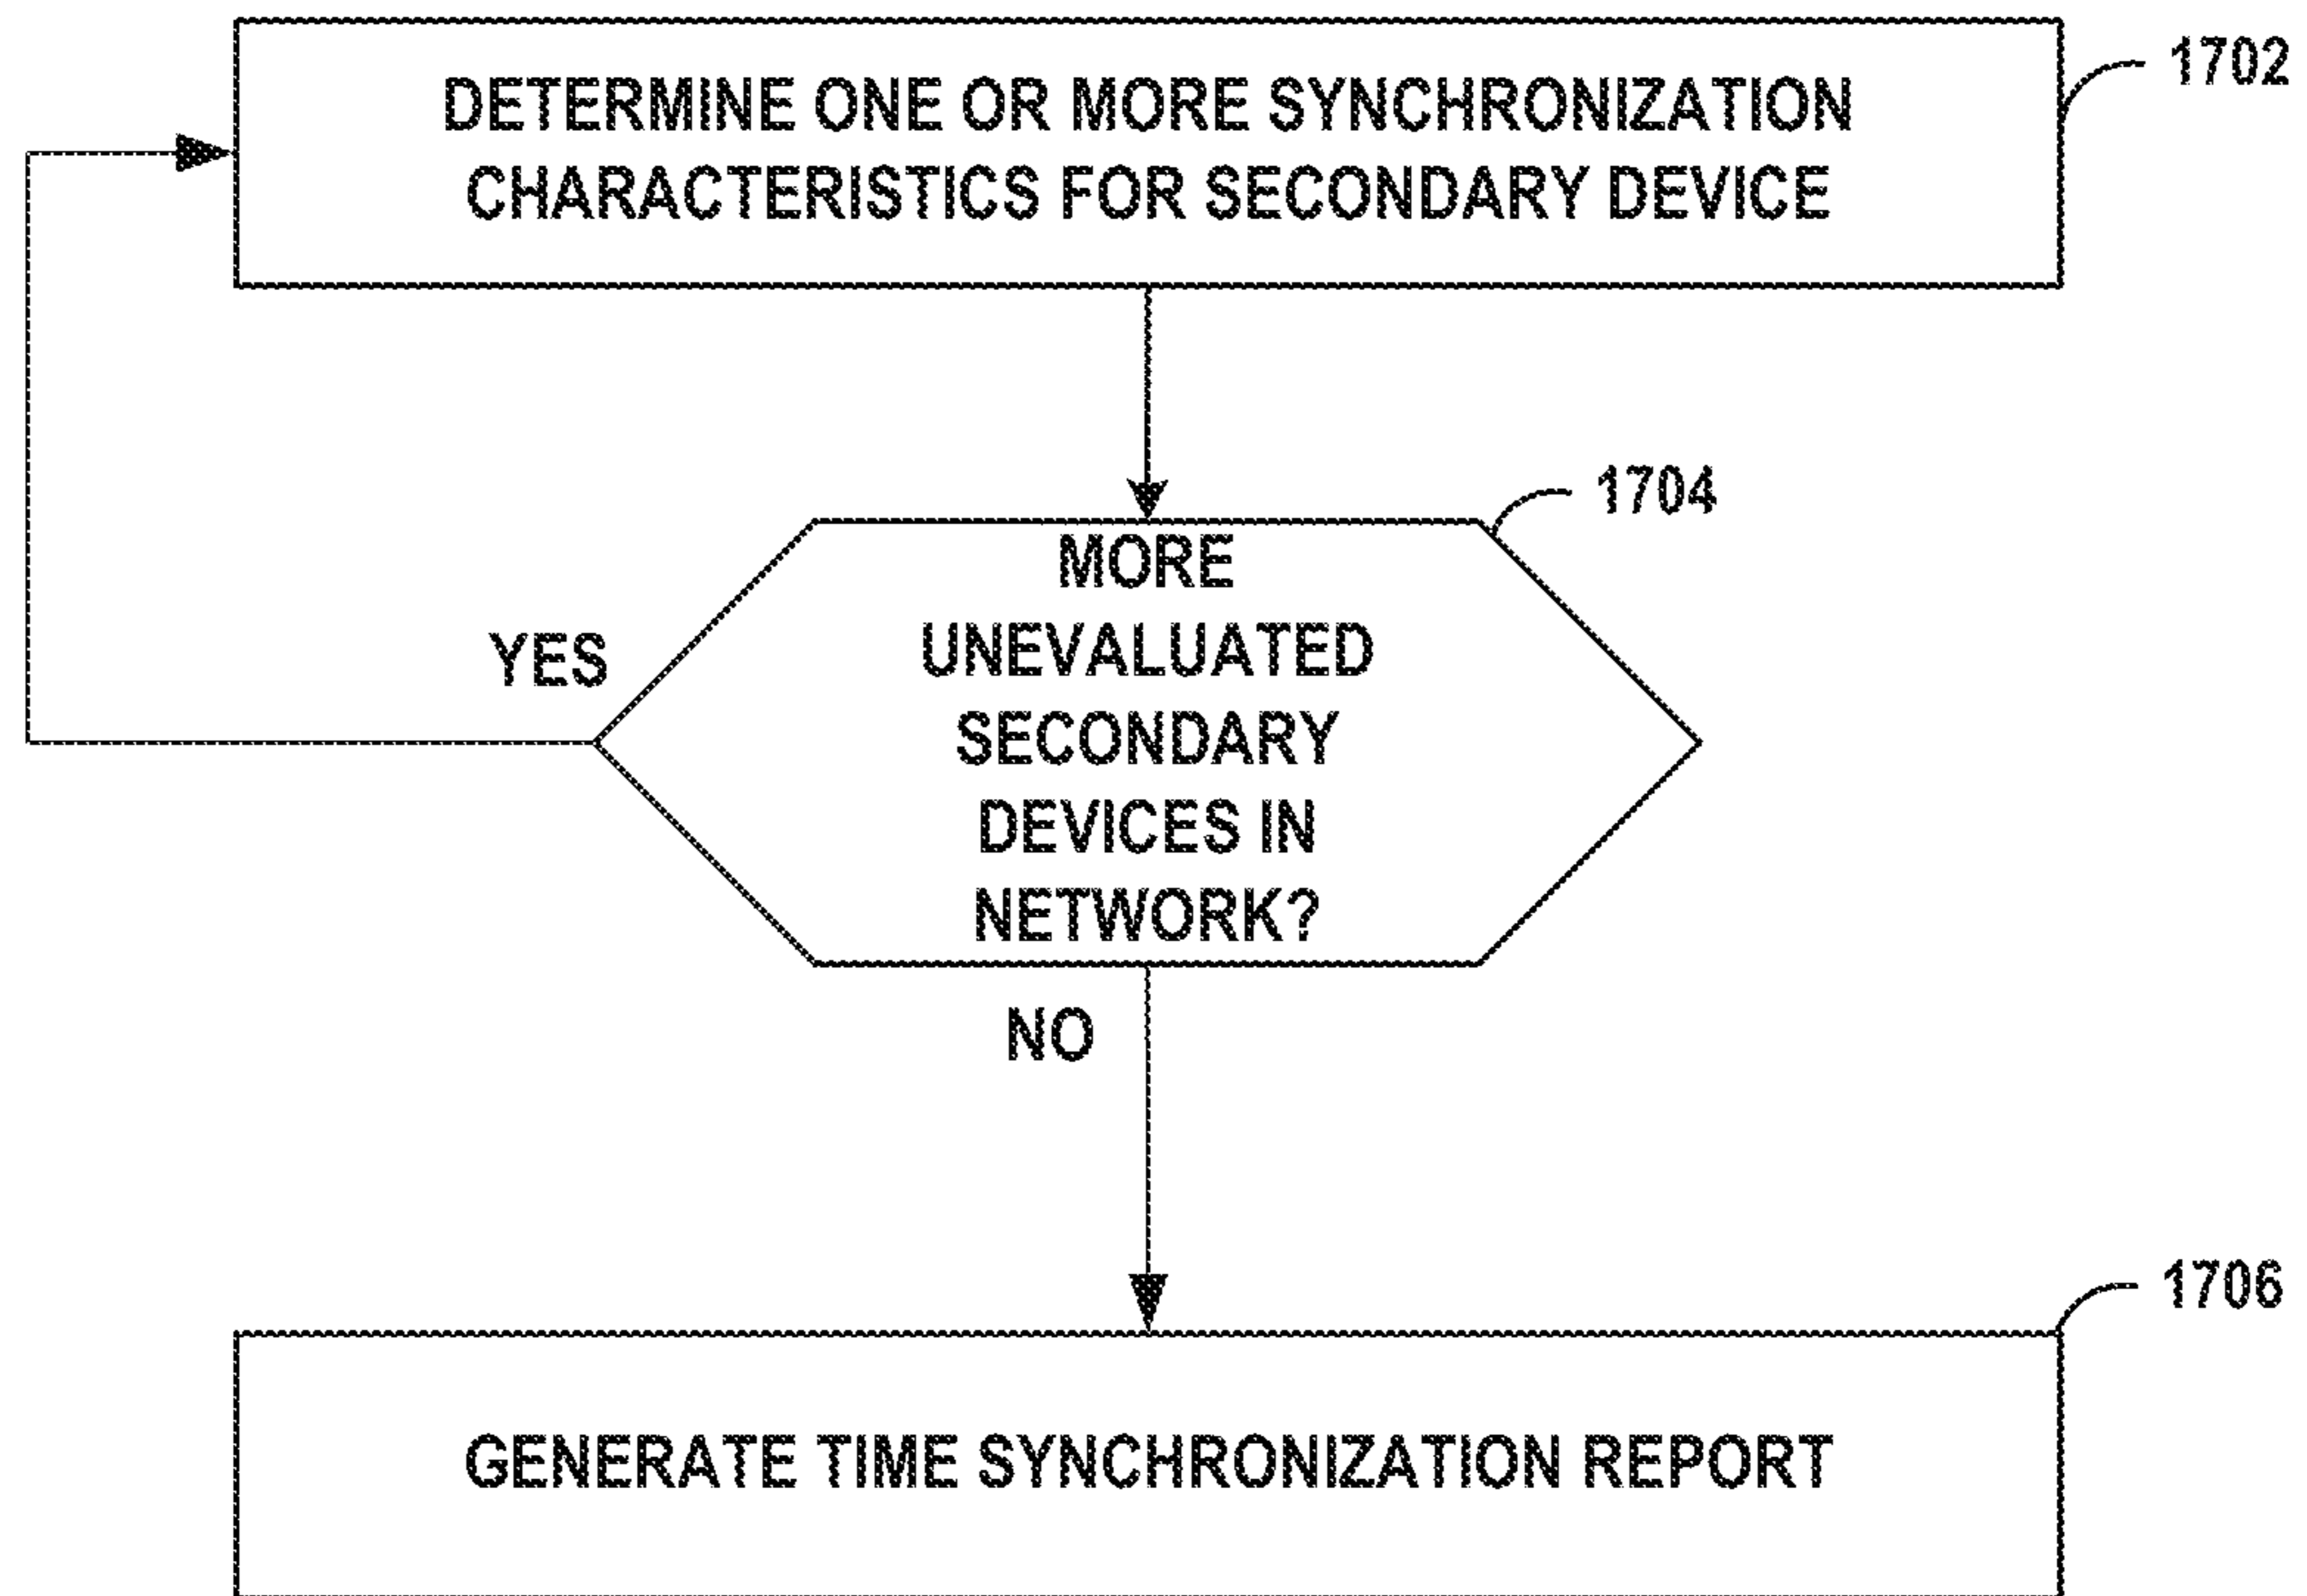 1702
DETERMINE ONE OR MORE SYNCHRONIZATION
CHARACTERISTICS FOR SECONDARY DEVICE
1704
MORE
UNEVALUATED
SECONDARY
DEVICES IN
NETWORK?
YES
NO
1706
GENERATE TIME SYNCHRONIZATION REPORT